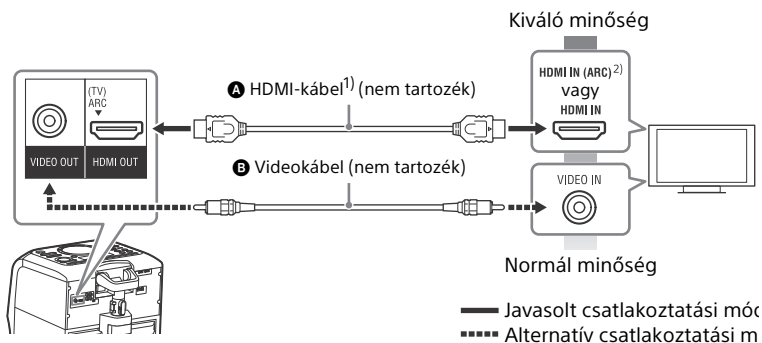 Kiváló minőség
HDMI IN (ARC)2)
vagy
HDMI IN
(TV)
ARC
VIDEO OUT
HDMI OUT
A HDMI-kábel1) (nem tartozék)
B Videokábel (nem tartozék)
VIDEO IN
Normál minőség
Javasolt csatlakoztatási
Alternatív csatlakoztatási